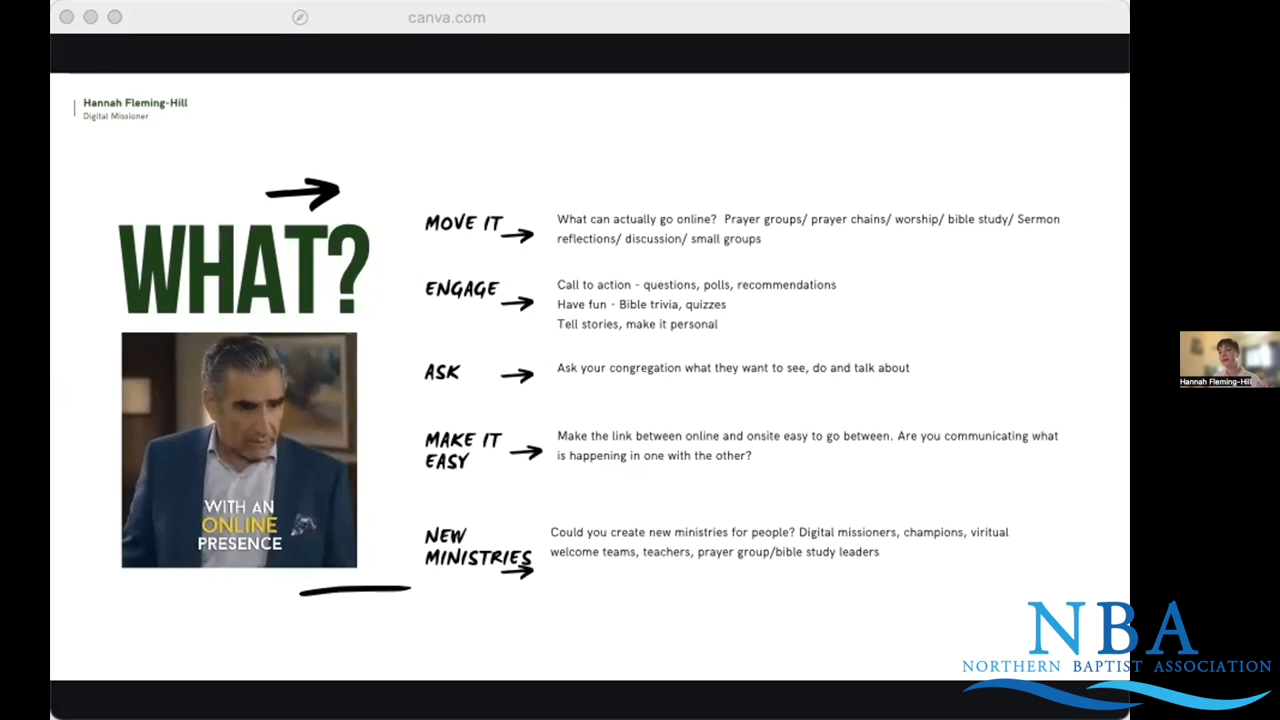 canva.com
Hannah Fleming-Hill
Digital Missioner
WHAT?
WITH AN
ONLINE
PRESENCE
MOVE IT
What can actually go online? Prayer groups/ prayer chains/ worship/ bible study/ Sermon
reflections/ discussion/ small groups
ENGAGE
Call to action - questions, polls, recommendations
Have fun - Bible trivia, quizzes
Tell stories, make it personal
ASK
Ask your congregation what they want to see, do and talk about
MAKE IT
EASY
Make the link between online and onsite easy to go between. Are you communicating what
is happening in one with the other?
NEW
MINISTRIES
Could you create new ministries for people? Digital missioners, champions, viritual
welcome teams, teachers, prayer group/bible study leaders
Hannah Fleming-Hill
NBA
NORTHERN BAPTIST ASSOCIATION